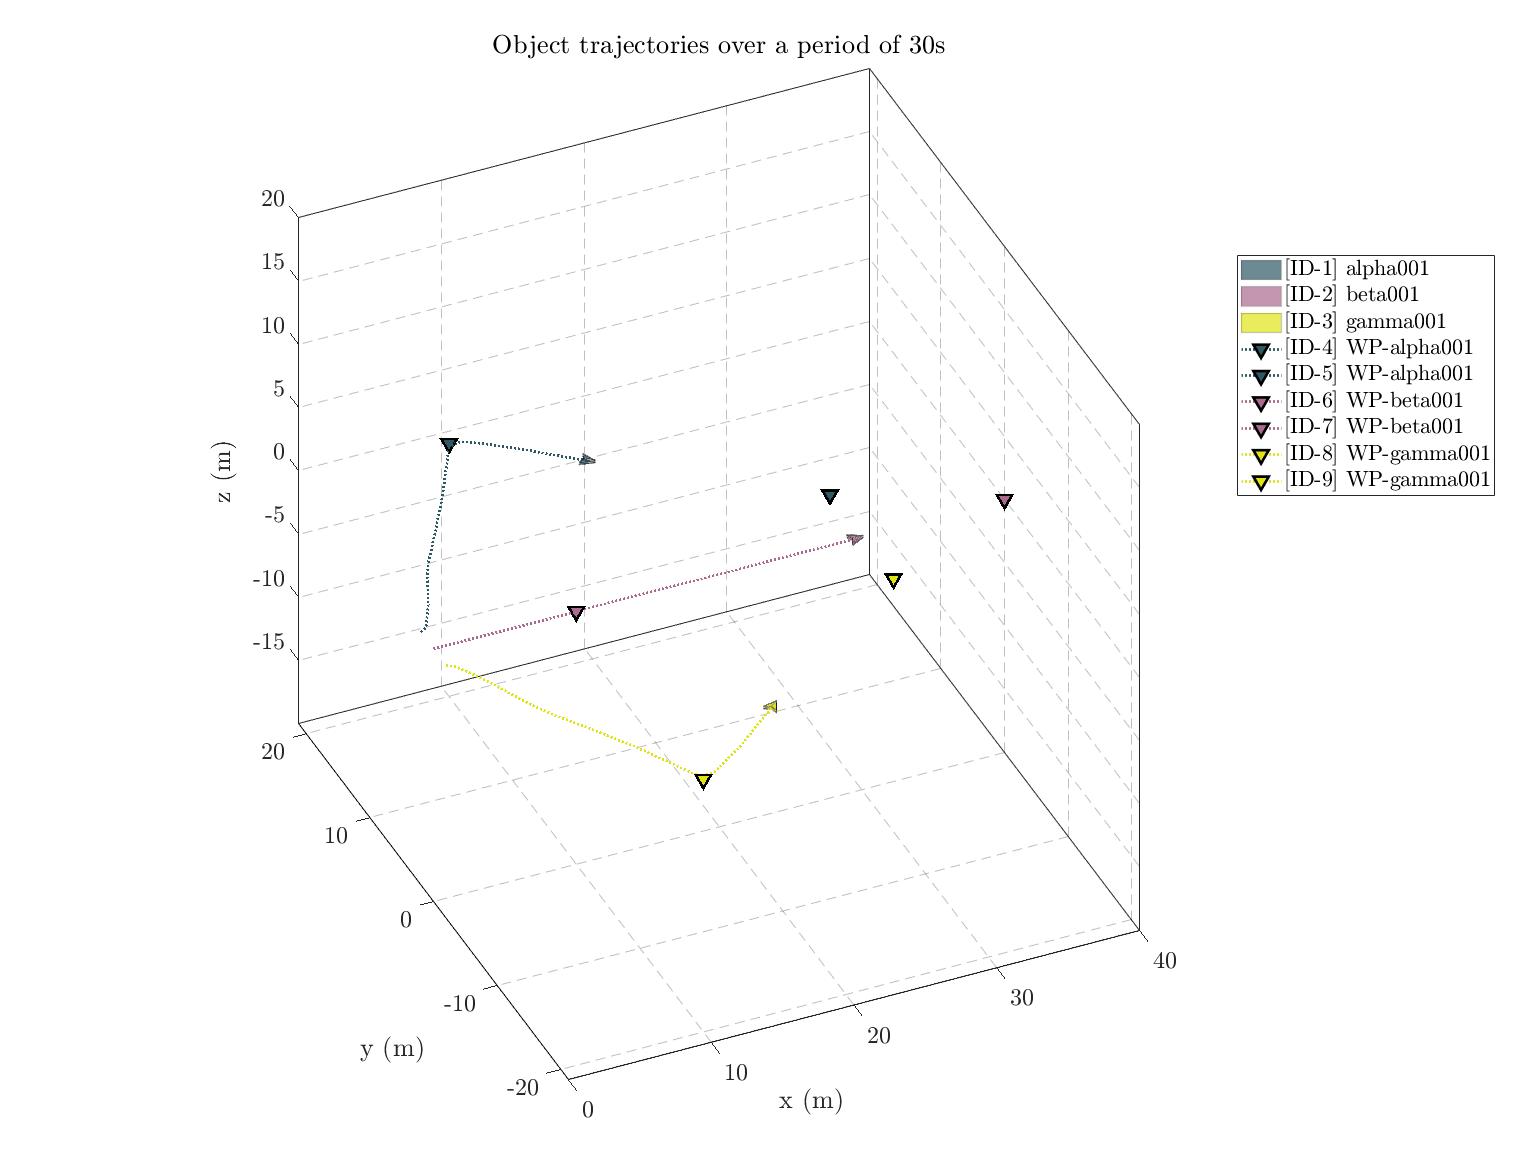 Object trajectories over a period of 30s
20
15
10
5
0
-5
-10
-15
z (m)
20
10
0
-10
-20
y (m)
0
10
20
30
40
x (m)
[ID-1] alpha001
[ID-2] beta001
[ID-3] gamma001
[ID-4] WP-alpha001
[ID-5] WP-alpha001
[ID-6] WP-beta001
[ID-7] WP-beta001
[ID-8] WP-gamma001
[ID-9] WP-gamma001